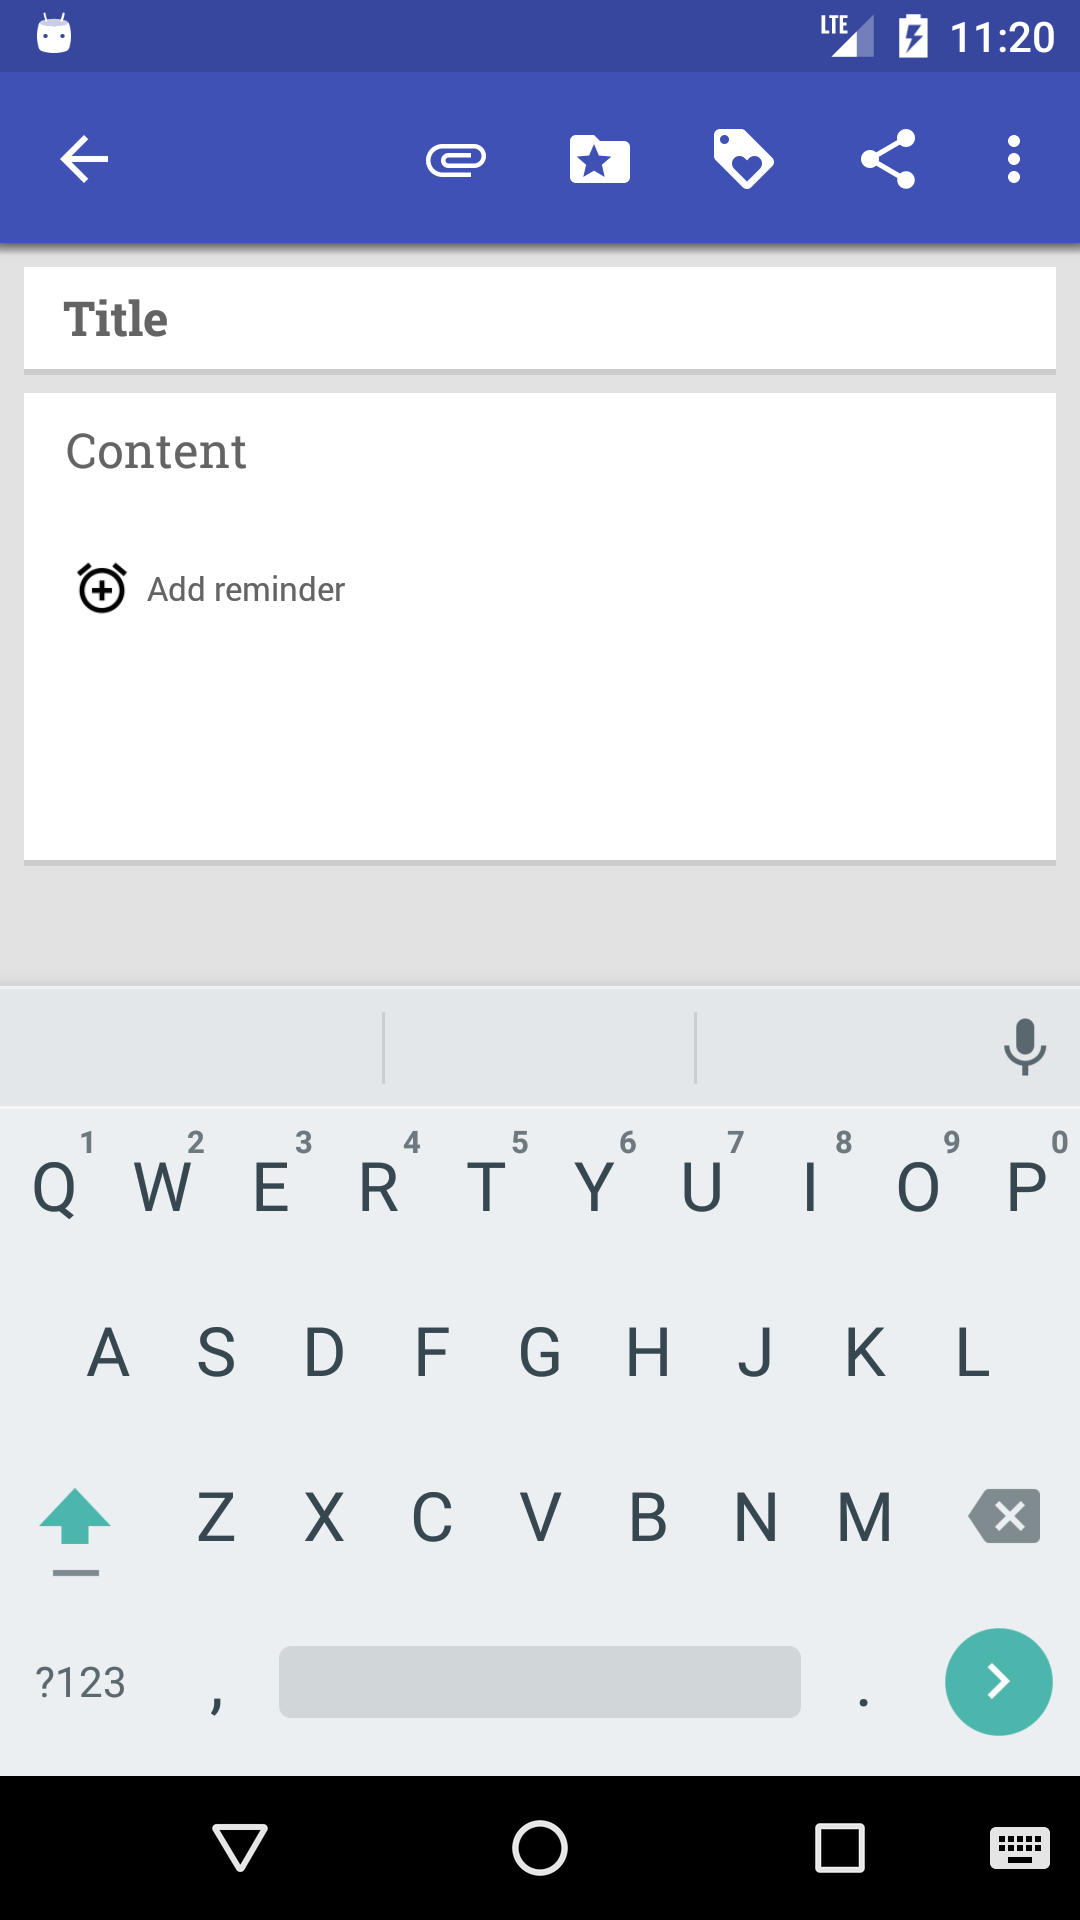 LTE 11:20
Title
Content
Add reminder
1 2 3 4 5 6 7 8 9 0
Q W E R T Y U I O P
A S D F G H J K L
Z X C V B N M
?123 , .